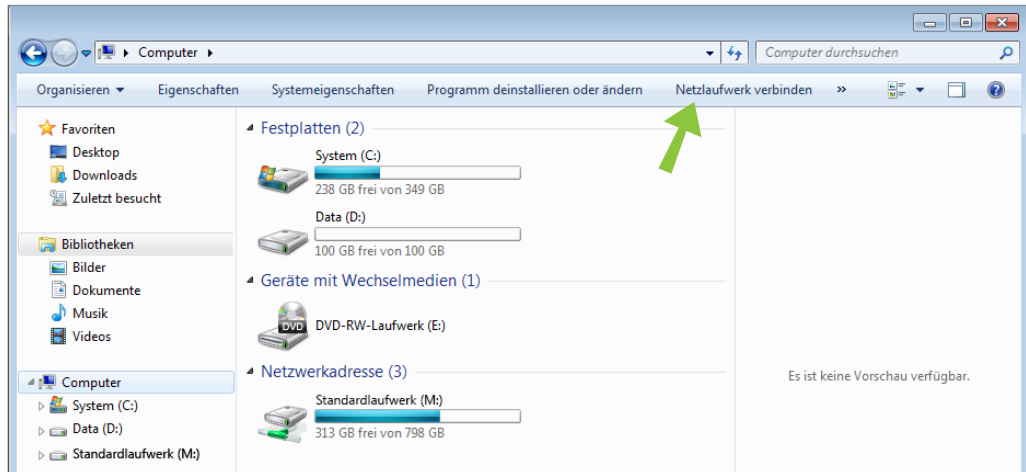 Computer
Computer durchsuchen
Organisieren Eigenschaften Systemeigenschaften Programm deinstallieren oder ändern Netzlaufwerk verbinden »
Favoriten
Desktop
Downloads
Zuletzt besucht
Bibliotheken
Bilder
Dokumente
Musik
Videos
Computer
System (C:)
Data (D:)
Standardlaufwerk (M:)
Festplatten (2)
System (C:)
238 GB frei von 349 GB
Data (D:)
100 GB frei von 100 GB
Geräte mit Wechselmedien (1)
DVD
DVD-RW-Laufwerk (E:)
Netzwerkadresse (3)
Standardlaufwerk (M:)
313 GB frei von 798 GB
Es ist keine Vorschau verfügbar.